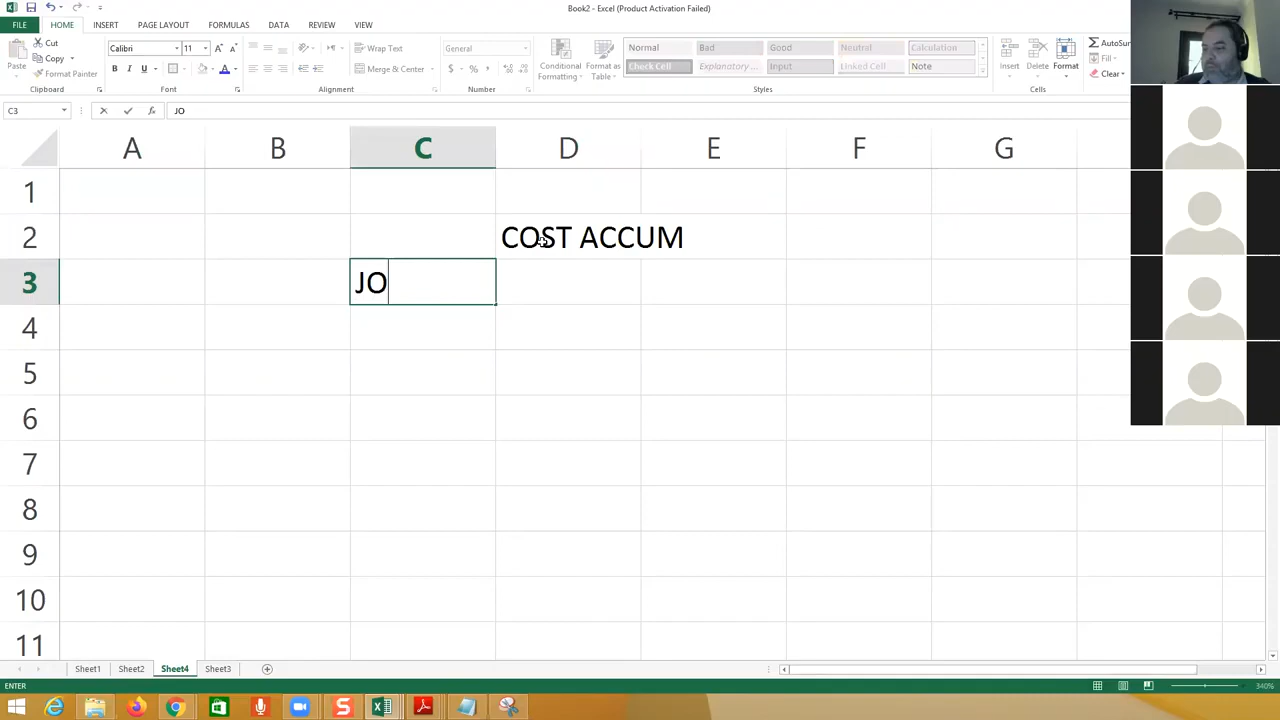 Book2 - Excel (Product Activation Failed)
FILE HOME INSERT PAGE LAYOUT FORMULAS DATA REVIEW VIEW
Paste Cut Copy Format Painter Clipboard
Calibri 11 B I U Font
Wrap Text Merge & Center Alignment
General $ % Number
Conditional Formatting Format as Table
Normal Bad Good Neutral Calculation
Check Cell Explanatory ... Input Linked Cell Note
Styles
Insert Delete Format Cells
AutoSum
Fill
Clear
C3 JO
A B C D E F G
1
2 COST ACCUM
3 JO
4
5
6
7
8
9
10
11
Sheet1 Sheet2 Sheet4 Sheet3
ENTER 340%